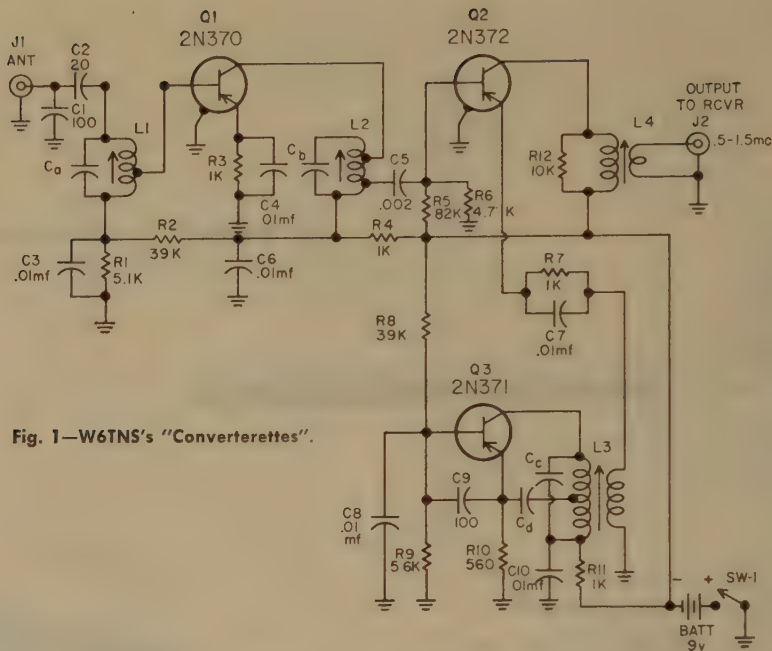 Q1
2N370
Q2
2N372
J1
ANT
C2
20
C1
100
L1
Ca
R3
1K
C4
.01mf
Cb
L2
C5
.002
R5
82K
R6
4.7K
R12
10K
L4
OUTPUT
TO RCVR
J2
.5-1.5mc
R2
39K
R4
1K
C3
.01mf
R1
5.1K
C6
.01mf
R7
1K
C7
.01mf
R8
39K
Q3
2N371
Fig. 1—W6TNS's "Converterettes".
Cc
L3
C8
.01
mf
C9
100
Cd
R9
5.6K
R10
560
C10
.01mf
R11
1K
- +
SW-1
BATT
9v